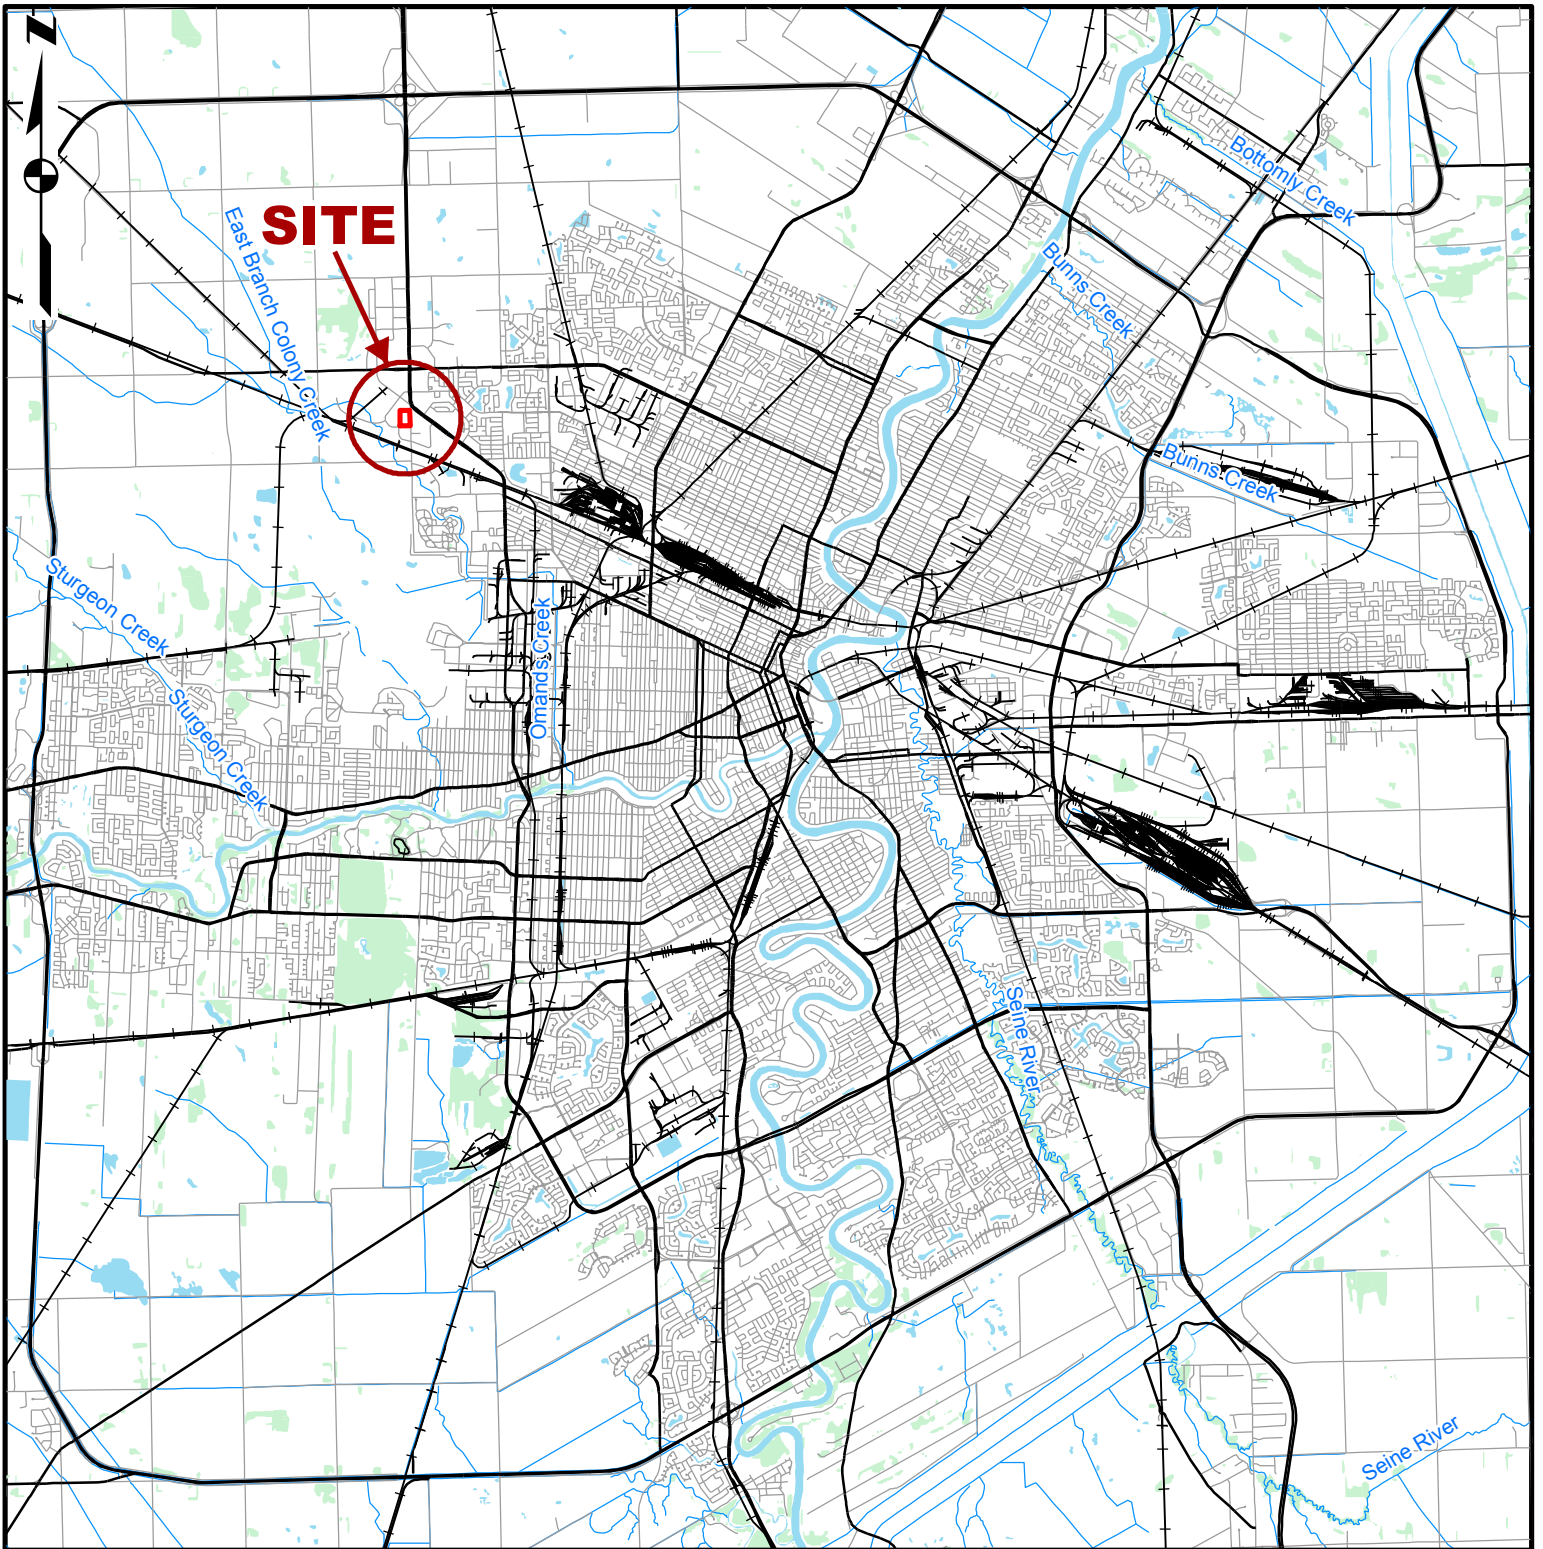 N
Bottomly Creek
SITE
East Branch Colony Creek
Bunns Creek
Bunns Creek
Sturgeon Creek
Omands Creek
Sturgeon Creek
Seine River
Seine River